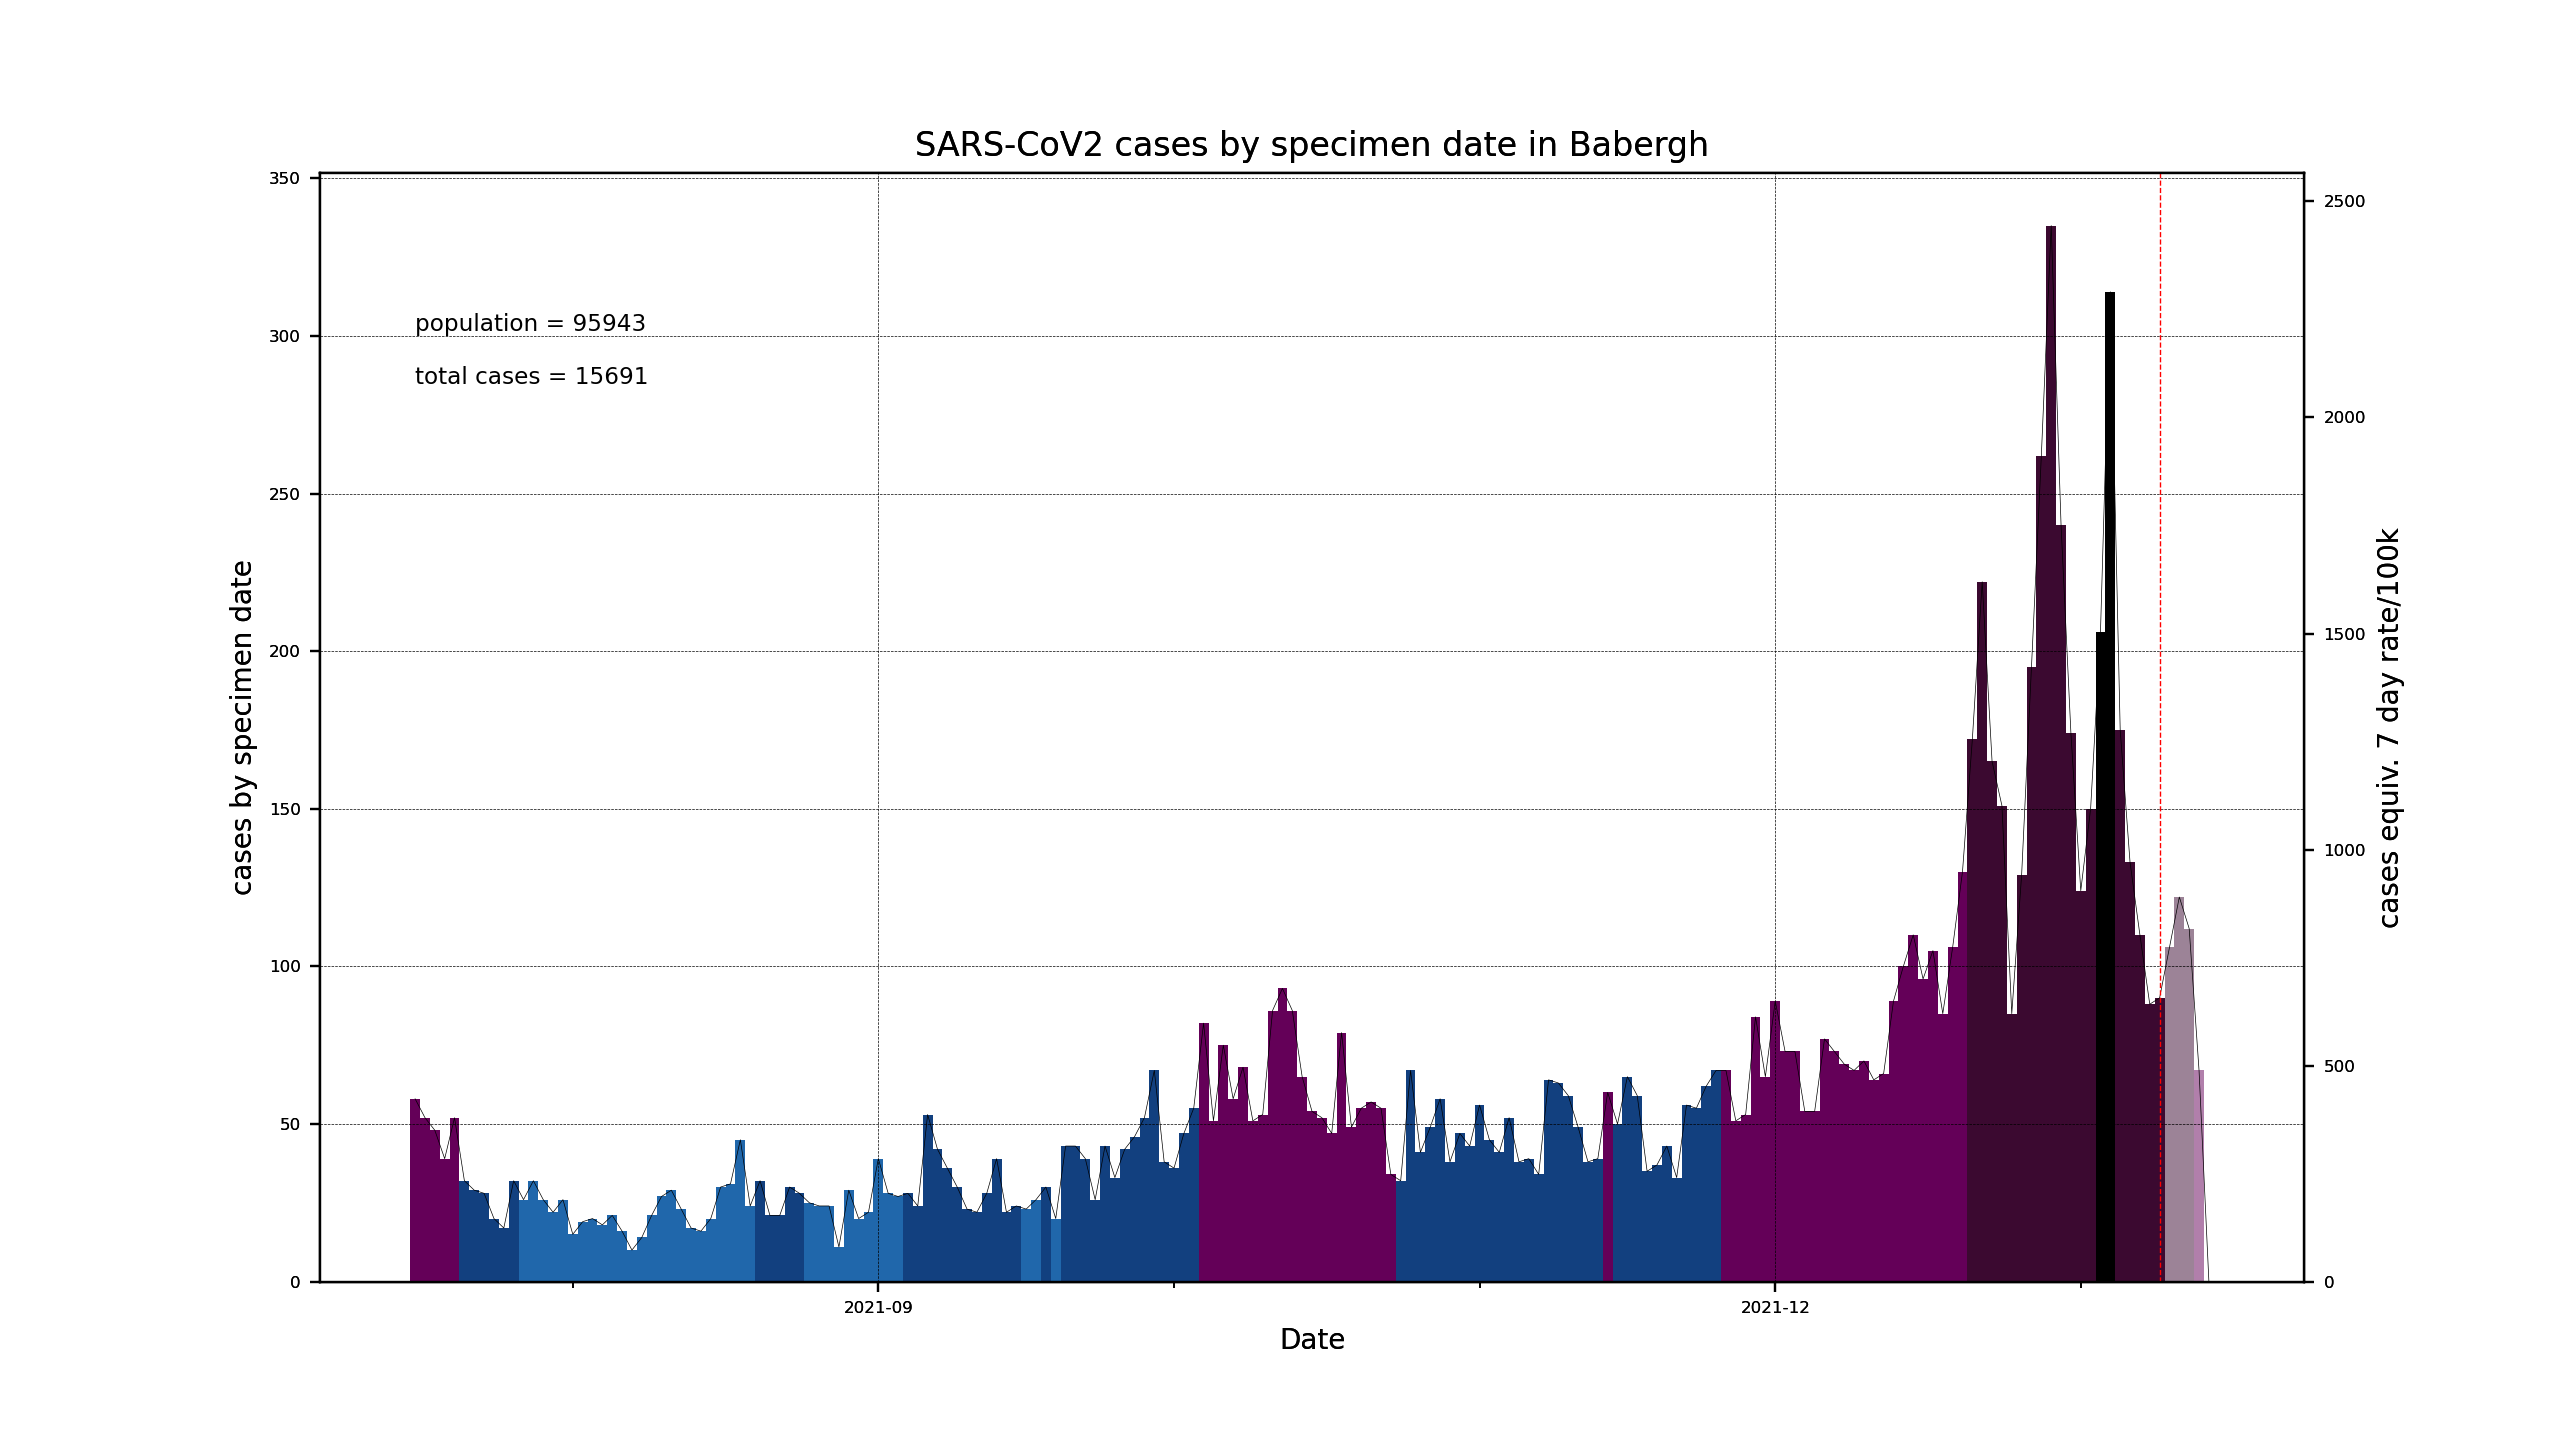 SARS-CoV2 cases by specimen date in Babergh
350
300
250
200
150
100
50
0
cases by specimen date
population = 95943
total cases = 15691
2500
2000
1500
1000
500
0
cases equiv. 7 day rate/100k
2021-09
2021-12
Date